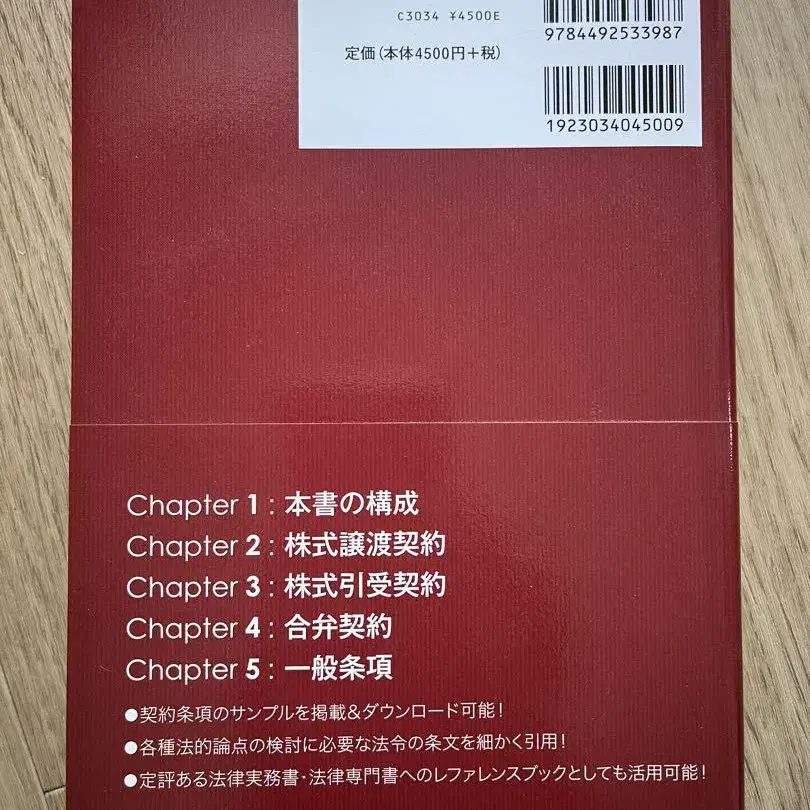 9784492533987
C3034 ¥4500E
定価(本体4500円+税)
1923034045009
Chapter 1 : 本書の構成
Chapter 2 : 株式譲渡契約
Chapter 3 : 株式引受契約
Chapter 4 : 合弁契約
Chapter 5 : 一般条項
●契約条項のサンプルを掲載&ダウンロード可能!
●各種法的論点の検討に必要な法令の条文を細かく引用!
●定評ある法律実務書・法律専門書へのレファレンスブックとしても活用可能!